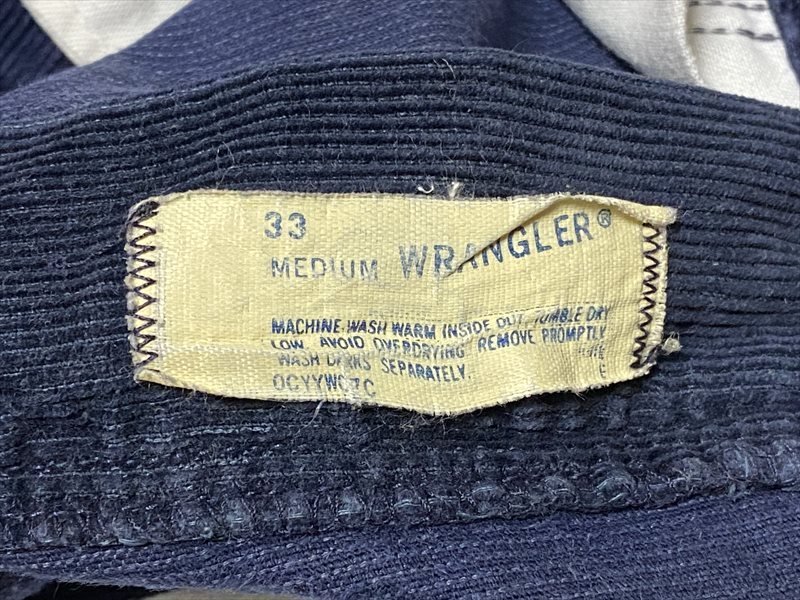 33
MEDIUM WRANGLER®
MACHINE WASH WARM INSIDE OUT TUMBLE DRY
LOW. AVOID OVERDRYING REMOVE PROMPTLY
WASH DARKS SEPARATELY.